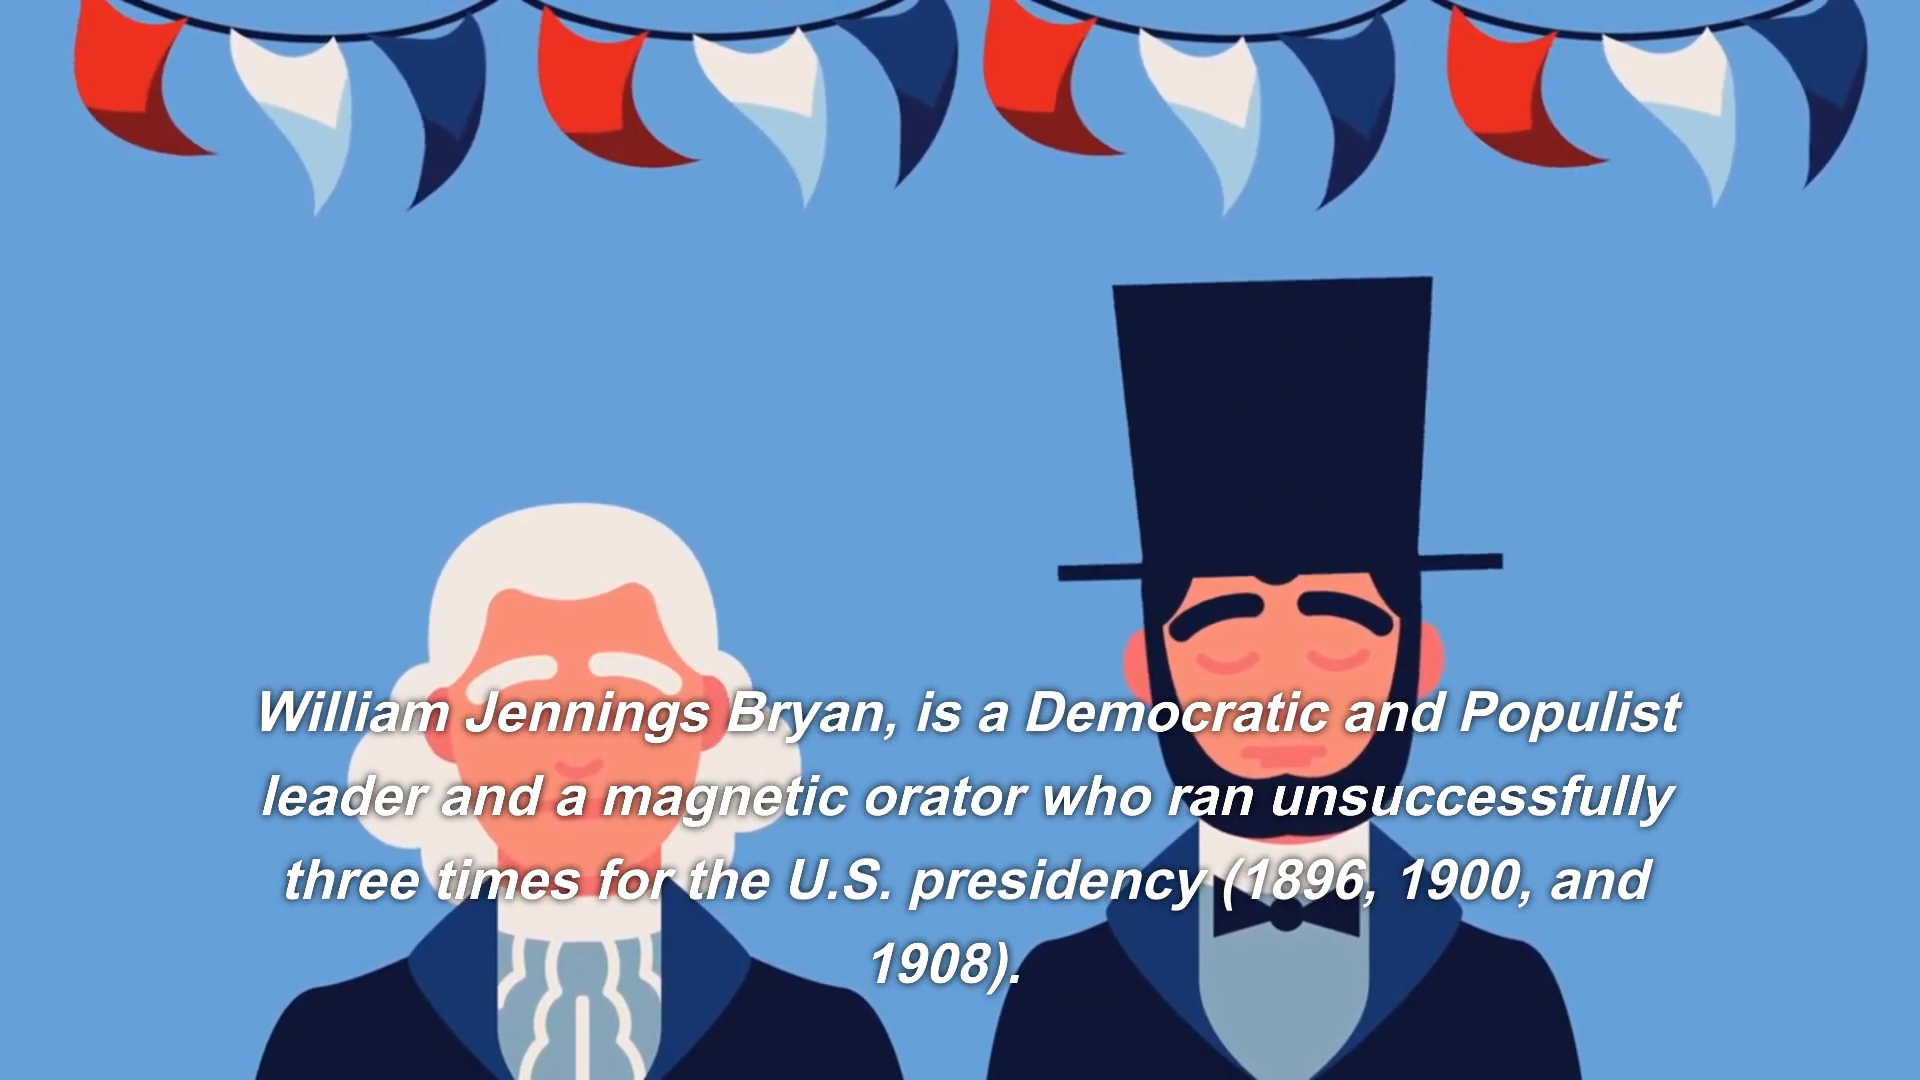 William Jennings Bryan, is a Democratic and Populist
leader and a magnetic orator who ran unsuccessfully
three times for the U.S. presidency (1896, 1900, and
1908).